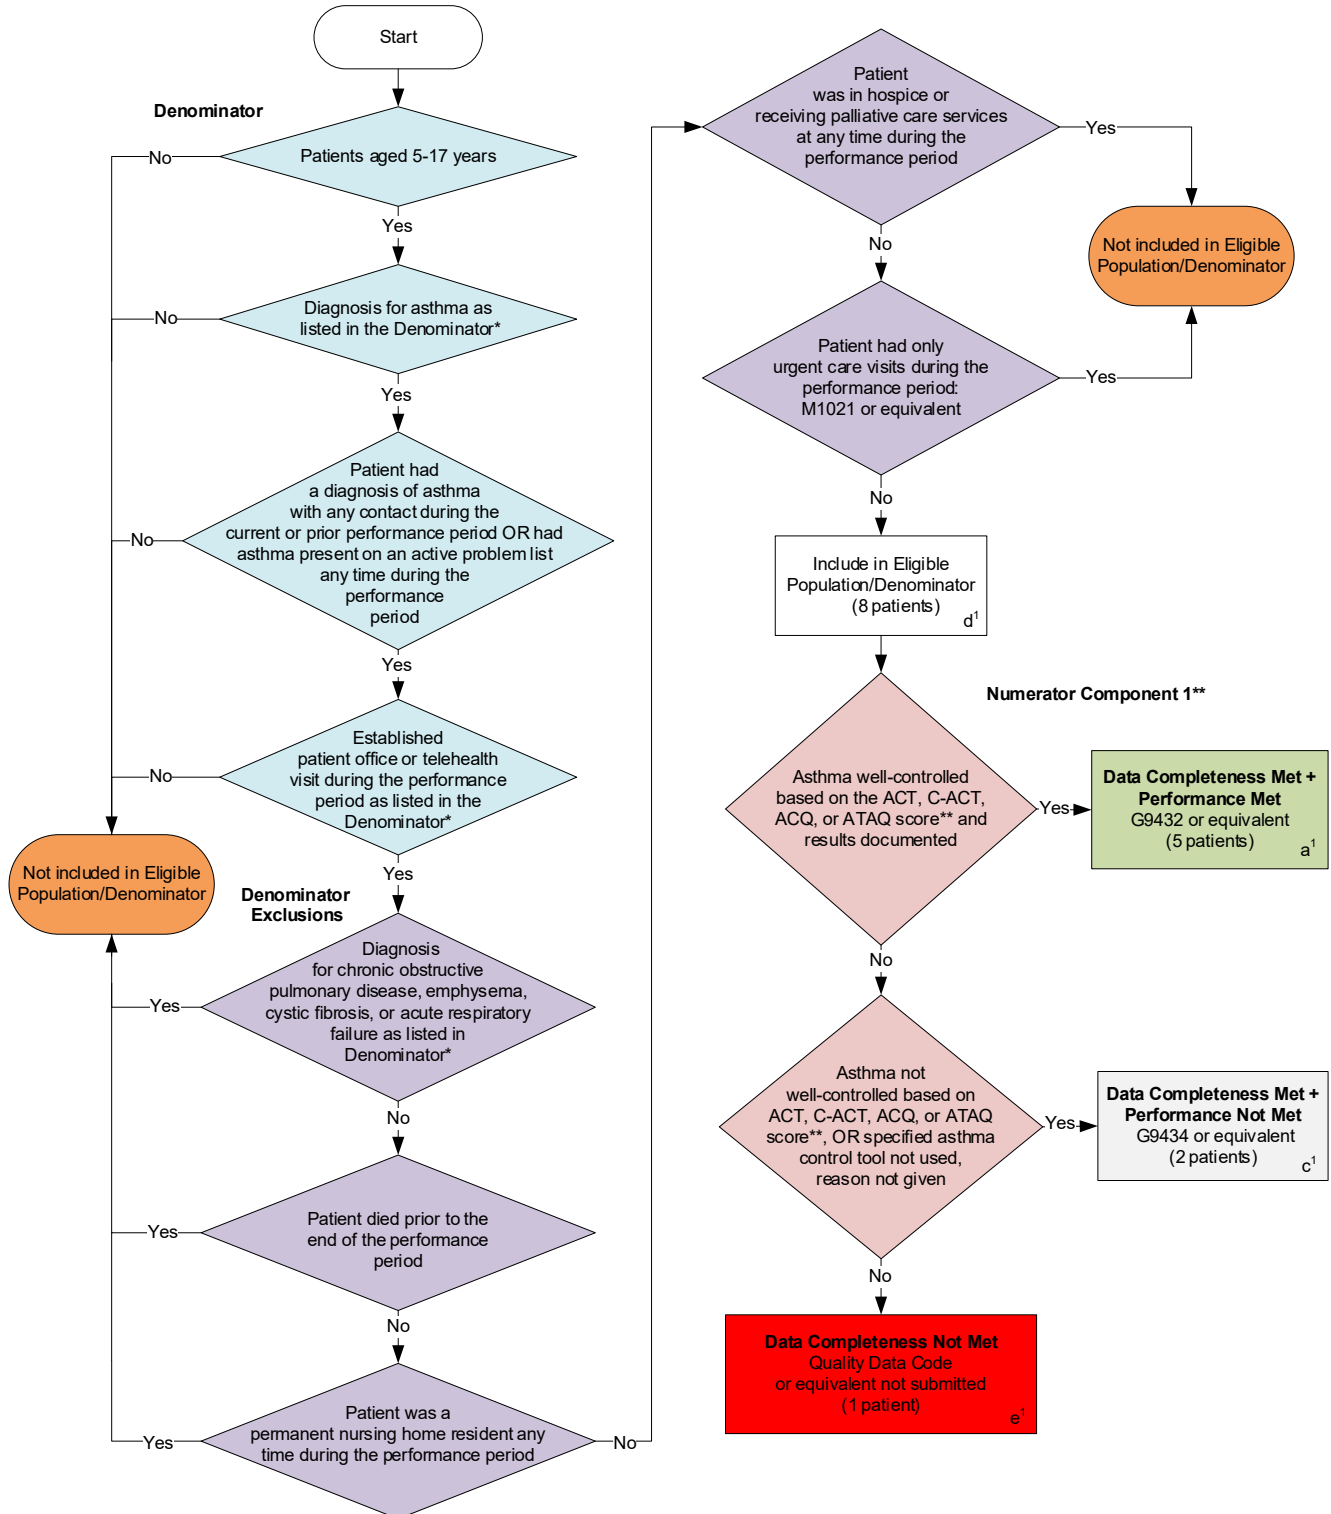 Start
Denominator
Patients aged 5-17 years
No
Yes
Diagnosis for asthma as
listed in the Denominator*
No
Yes
Patient had
a diagnosis of asthma
with any contact during the
current or prior performance period OR had
asthma present on an active problem list
any time during the
performance
period
No
Yes
Established
patient office or telehealth
visit during the performance
period as listed in the
Denominator*
No
Yes
Not included in Eligible
Population/Denominator
Denominator
Exclusions
Diagnosis
for chronic obstructive
pulmonary disease, emphysema,
cystic fibrosis, or acute respiratory
failure as listed in
Denominator*
Yes
No
Patient died prior to the
end of the performance
period
Yes
No
Patient was a
permanent nursing home resident any
time during the performance period
Yes
No
Patient
was in hospice or
receiving palliative care services
at any time during the
performance period
Yes
No
Not included in Eligible
Population/Denominator
Patient had only
urgent care visits during the
performance period:
M1021 or equivalent
Yes
No
Include in Eligible
Population/Denominator
(8 patients)
d¹
Numerator Component 1**
Asthma well-controlled
based on the ACT, C-ACT,
ACQ, or ATAQ score** and
results documented
Yes
No
Data Completeness Met +
Performance Met
G9432 or equivalent
(5 patients)
a¹
Asthma not
well-controlled based on
ACT, C-ACT, ACQ, or ATAQ
score**, OR specified asthma
control tool not used,
reason not given
Yes
No
Data Completeness Met +
Performance Not Met
G9434 or equivalent
(2 patients)
c¹
Data Completeness Not Met
Quality Data Code
or equivalent not submitted
(1 patient)
e¹